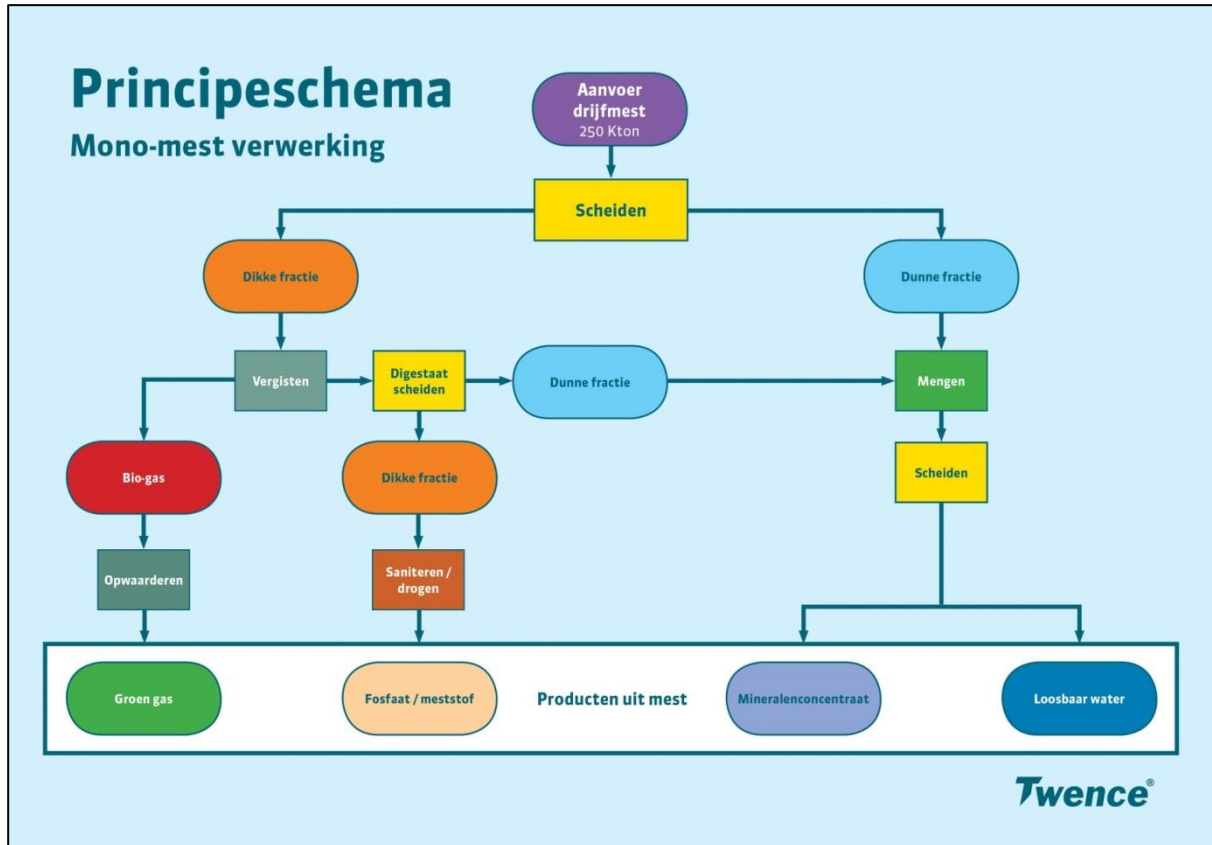 Principeschema
Mono-mest verwerking
Aanvoer
drijfmest
250 Kton
Scheiden
Dikke fractie
Dunne fractie
Vergisten
Digestaat
scheiden
Dunne fractie
Mengen
Bio-gas
Dikke fractie
Scheiden
Opwaarderen
Saniteren /
drogen
Groen gas
Fosfaat / meststof
Producten uit mest
Mineralenconcentraat
Loosbaar water
Twence®